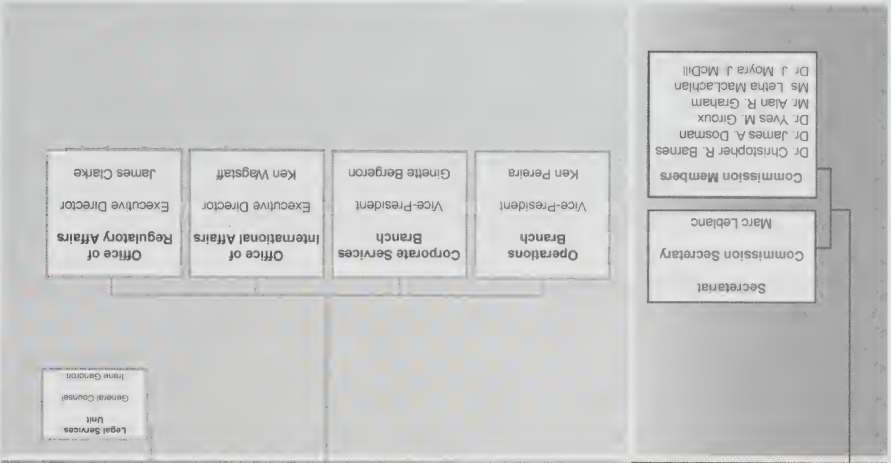 Secretariat
Commission Secretary
Marc Leblanc
Commission Members
Dr. Christopher R. Barnes
Dr. James A. Dosman
Dr. Yves M. Giroux
Mr. Alan R. Graham
Ms. Letha MacLachlan
Dr. J. Moyra J. McDill
Legal Services
Unit
General Counsel
Operations
Branch
Vice-President
Ken Pereira
Corporate Services
Branch
Vice-President
Ginette Bergeron
Office of
International Affairs
Executive Director
Ken Wagstaff
Office of
Regulatory Affairs
Executive Director
James Clarke